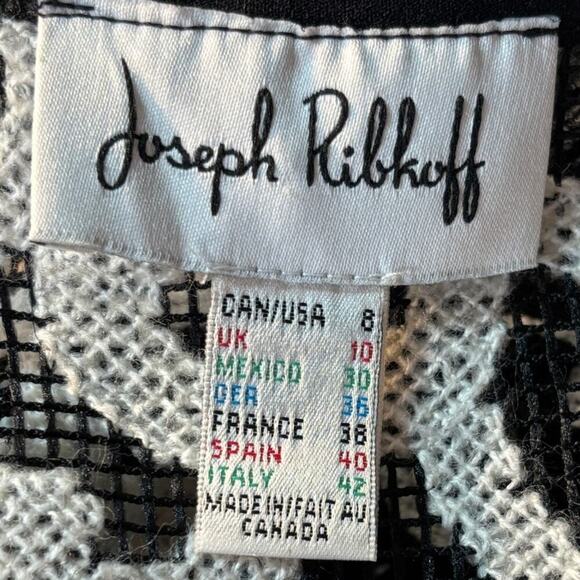 Joseph Ribkoff
CAN/USA 8
UK 10
MEXICO 30
GER 36
FRANCE 38
SPAIN 40
ITALY 42
MADE IN/FAIT AU
CANADA